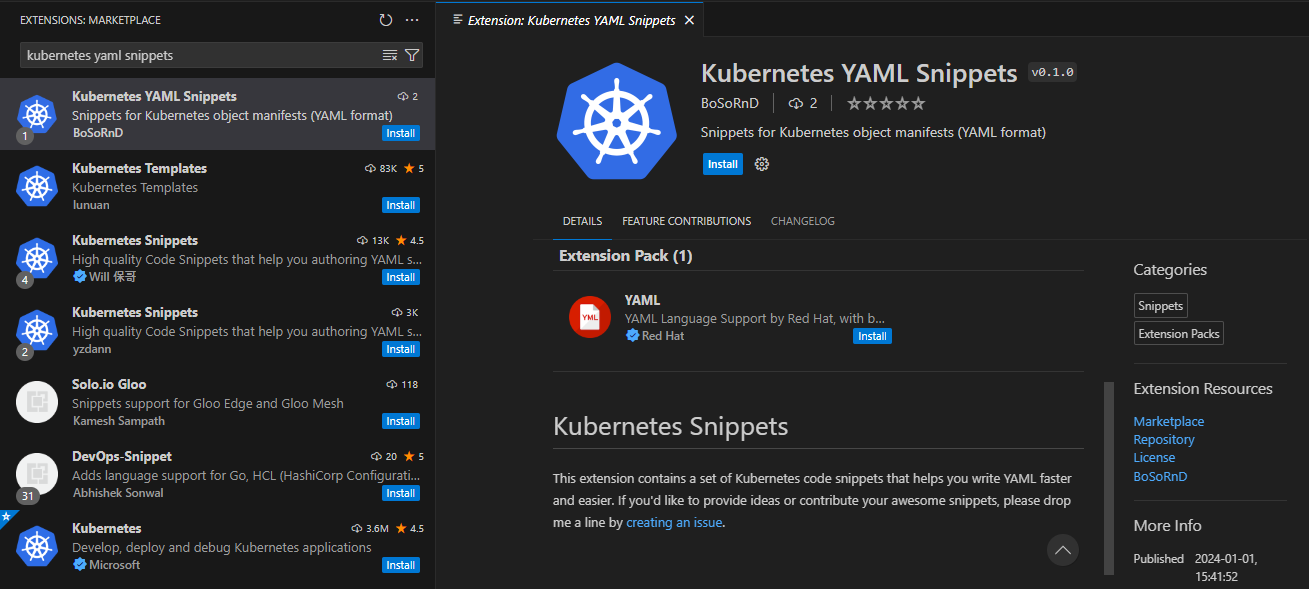 EXTENSIONS: MARKETPLACE
kubernetes yaml snippets
Kubernetes YAML Snippets 2
Snippets for Kubernetes object manifests (YAML format)
BoSoRnD Install
1
Kubernetes Templates 83K ★ 5
Kubernetes Templates
lunuan Install
Kubernetes Snippets 13K ★ 4.5
High quality Code Snippets that help you authoring YAML s...
Will 保哥 Install
4
Kubernetes Snippets 3K
High quality Code Snippets that help you authoring YAML s...
yzdann Install
2
Solo.io Gloo 118
Snippets support for Gloo Edge and Gloo Mesh
Kamesh Sampath Install
DevOps-Snippet 20 ★ 5
Adds language support for Go, HCL (HashiCorp Configurati...
Abhishek Sonwal Install
31
Kubernetes 3.6M ★ 4.5
Develop, deploy and debug Kubernetes applications
Microsoft Install
Extension: Kubernetes YAML Snippets
Kubernetes YAML Snippets v0.1.0
BoSoRnD 2
Snippets for Kubernetes object manifests (YAML format)
Install
DETAILS FEATURE CONTRIBUTIONS CHANGELOG
Extension Pack (1)
YML
YAML
YAML Language Support by Red Hat, with b...
Red Hat Install
Kubernetes Snippets
This extension contains a set of Kubernetes code snippets that helps you write YAML faster
and easier. If you'd like to provide ideas or contribute your awesome snippets, please drop
me a line by creating an issue.
Categories
Snippets
Extension Packs
Extension Resources
Marketplace
Repository
License
BoSoRnD
More Info
Published 2024-01-01,
15:41:52